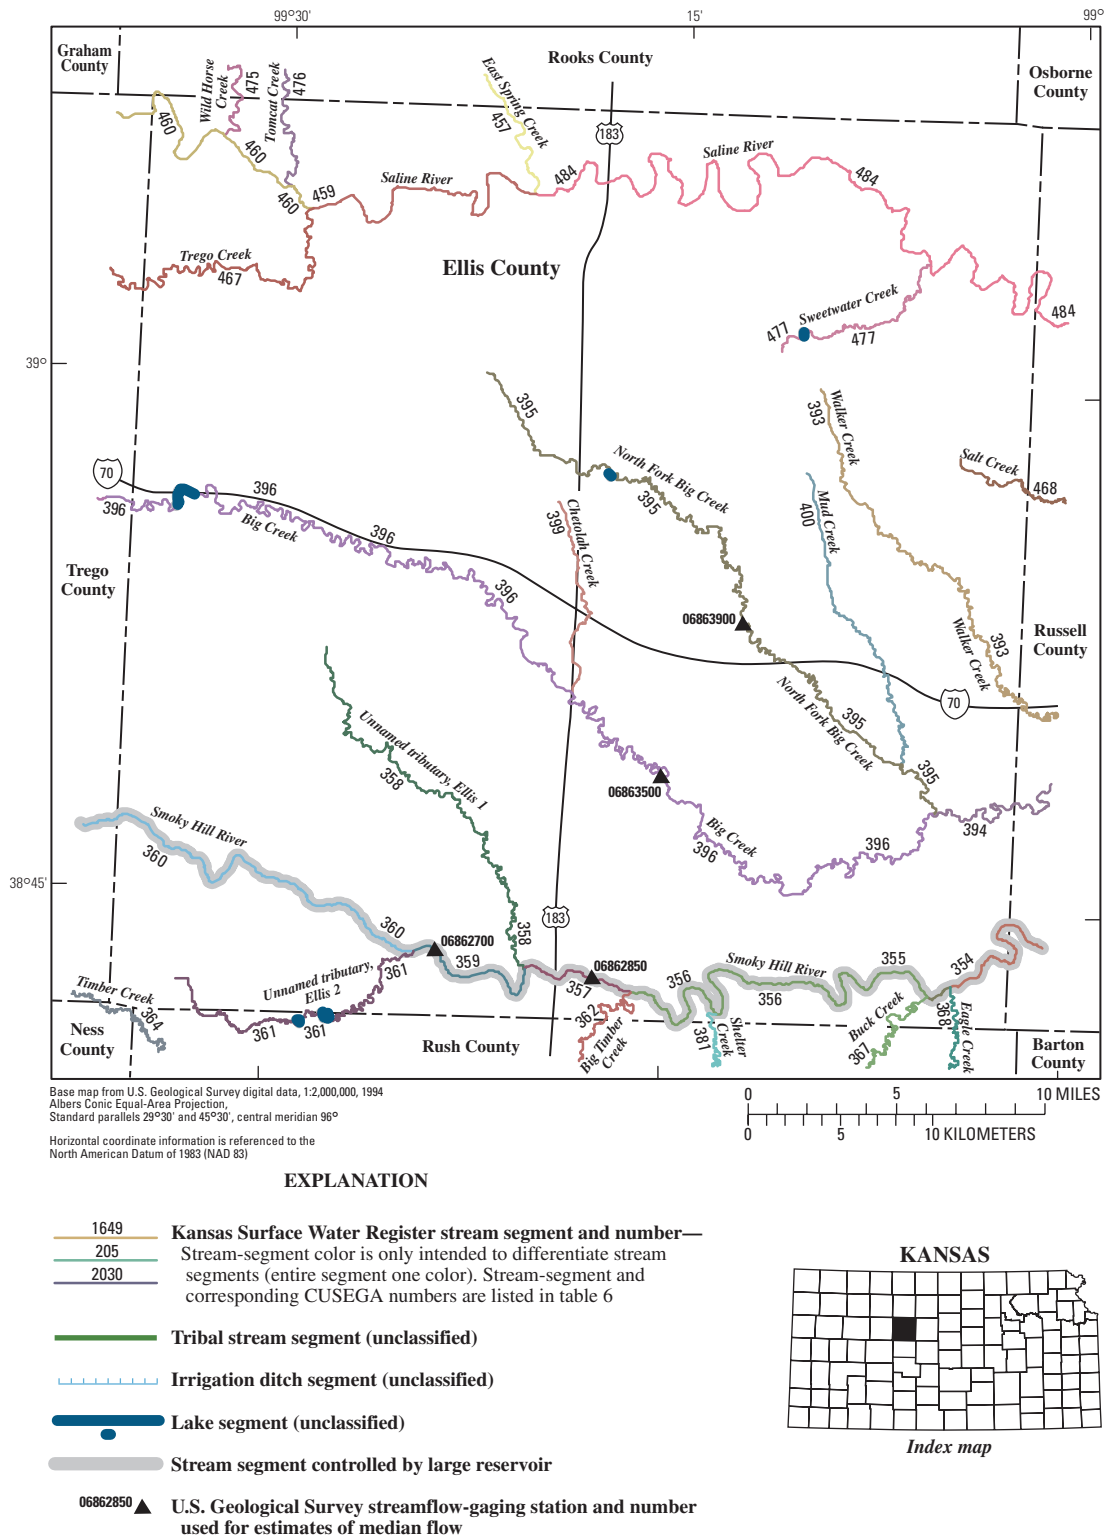 99°30'
15'
99°
Graham
County
Rooks County
Osborne
County
Wild Horse
Creek
475
Tomcat Creek
476
East Spring Creek
457
183
460
460
460
459
Saline River
484
Saline River
484
Trego Creek
467
Ellis County
Sweetwater Creek
477
477
484
39°
395
393
Walker Creek
70
396
396
Big Creek
396
North Fork Big Creek
395
Salt Creek
468
Chetolah Creek
399
Mud Creek
400
Trego
County
396
06863900
393
Walker Creek
Russell
County
North Fork Big Creek
395
70
Unnamed tributary, Ellis 1
358
06863500
395
Big Creek
396
396
394
Smoky Hill River
360
38°45'
360
06862700
358
183
359
06862850
357
356
Smoky Hill River
356
355
354
Timber Creek
364
Unnamed tributary,
Ellis 2
361
361
361
362
Big Timber
Creek
381
Shelter
Creek
Buck Creek
367
368
Eagle Creek
Ness
County
Rush County
Barton
County
Base map from U.S. Geological Survey digital data, 1:2,000,000, 1994
Albers Conic Equal-Area Projection,
Standard parallels 29°30' and 45°30', central meridian 96°
Horizontal coordinate information is referenced to the
North American Datum of 1983 (NAD 83)
0 5 10 MILES
0 5 10 KILOMETERS
EXPLANATION
1649
205
2030
Kansas Surface Water Register stream segment and number—
Stream-segment color is only intended to differentiate stream
segments (entire segment one color). Stream-segment and
corresponding CUSEGA numbers are listed in table 6
Tribal stream segment (unclassified)
Irrigation ditch segment (unclassified)
Lake segment (unclassified)
Stream segment controlled by large reservoir
06862850
U.S. Geological Survey streamflow-gaging station and number
used for estimates of median flow
KANSAS
Index map